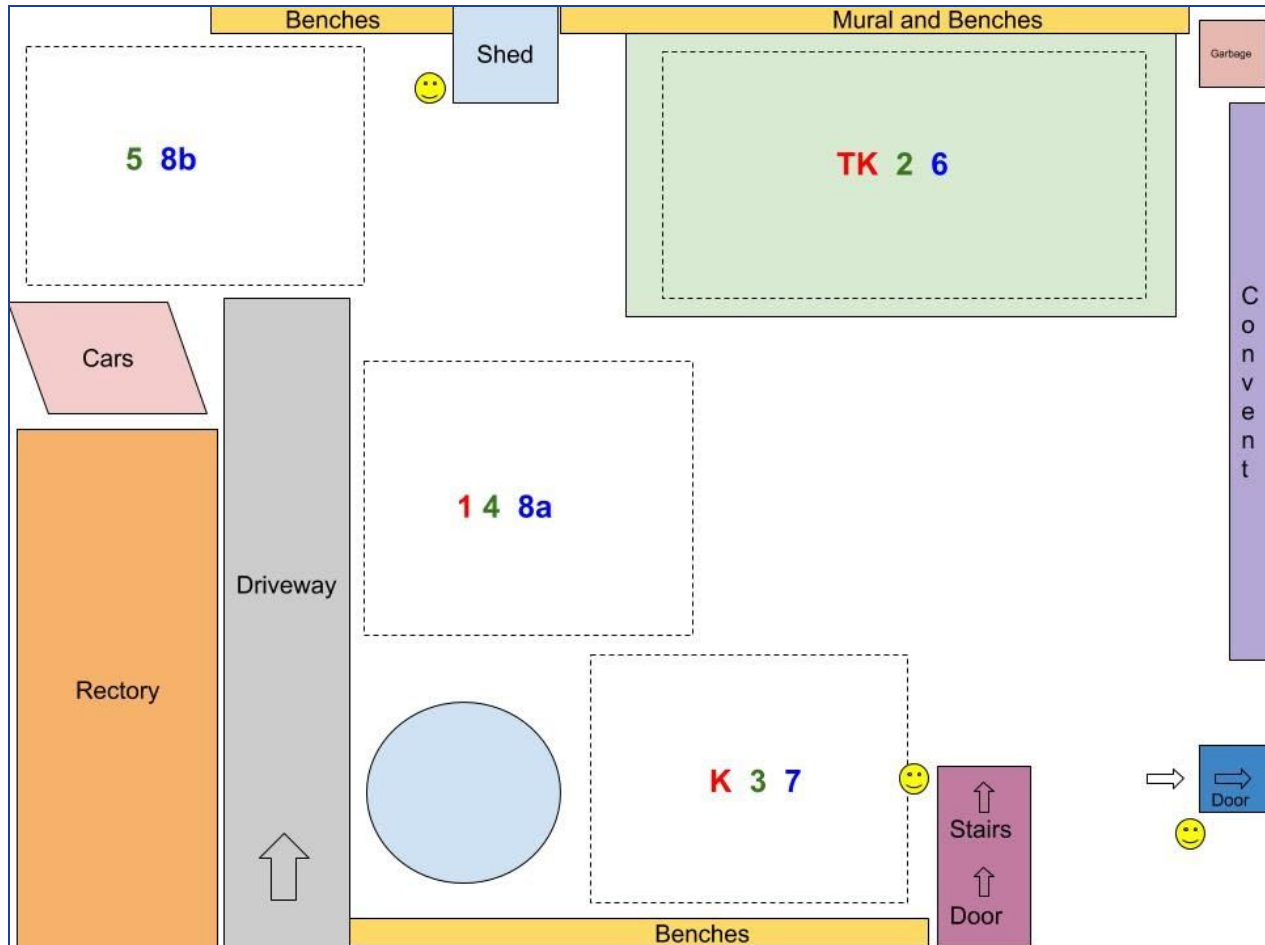 Benches
Mural and Benches
Shed
Garbage
5 8b
TK 2 6
Convent
Cars
1 4 8a
Driveway
Rectory
K 3 7
Stairs
Door
Door
Benches